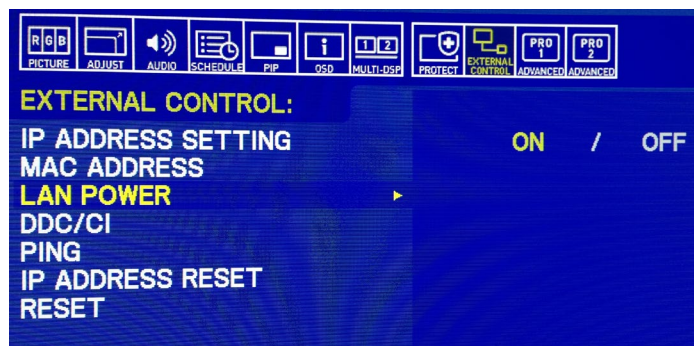 RGB
PICTURE
ADJUST
AUDIO
SCHEDULE
PIP
i
OSD
1 2
MULTI-DSP
PROTECT
EXTERNAL
CONTROL
PRO
1
ADVANCED
PRO
2
ADVANCED
EXTERNAL CONTROL:
IP ADDRESS SETTING ON / OFF
MAC ADDRESS
LAN POWER
DDC/CI
PING
IP ADDRESS RESET
RESET